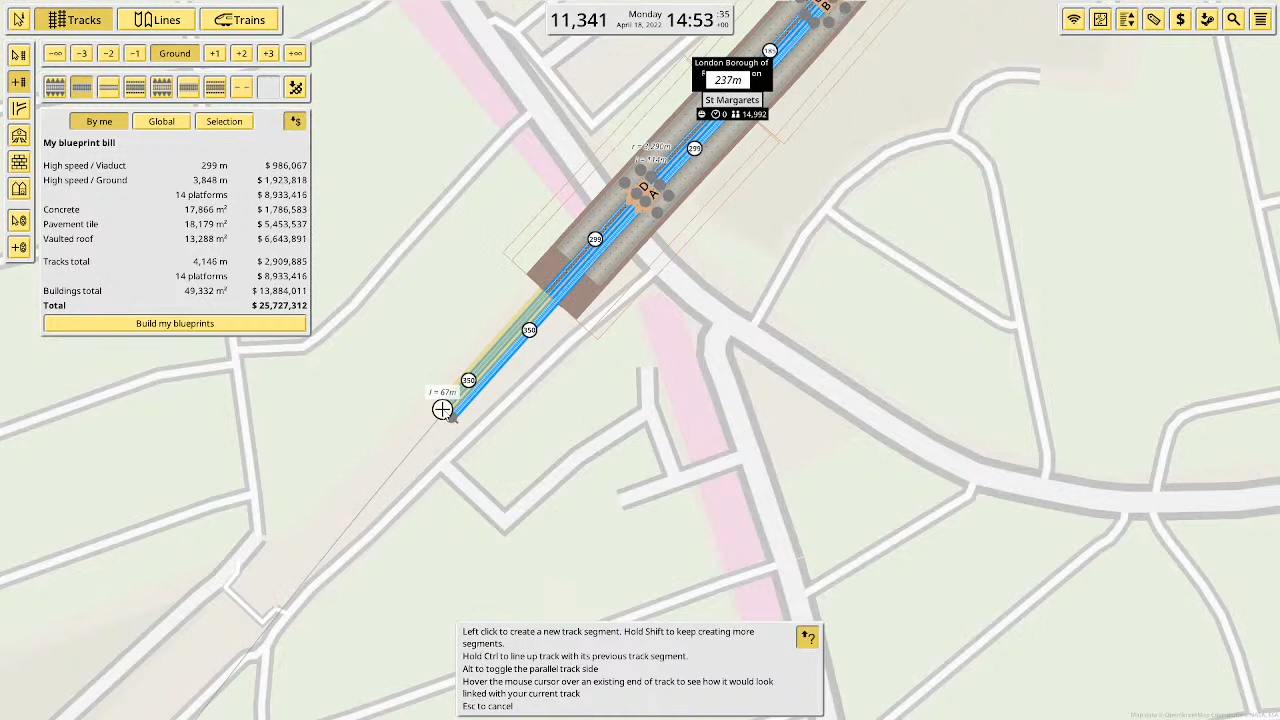 Tracks
Lines
Trains
11,341
Monday
April 18, 2022
14:53 :35
+00
$
-∞
-3
-2
-1
Ground
+1
+2
+3
+∞
By me
Global
Selection
My blueprint bill
High speed / Viaduct 299 m $ 986,067
High speed / Ground 3,848 m $ 1,923,818
14 platforms $ 8,933,416
Concrete 17,866 m² $ 1,786,583
Pavement tile 18,179 m² $ 5,453,537
Vaulted roof 13,288 m² $ 6,643,891
Tracks total 4,146 m $ 2,909,885
14 platforms $ 8,933,416
Buildings total 49,332 m² $ 13,884,011
Total $ 25,727,312
Build my blueprints
B
185
London Borough of
237m
St Margarets
0 14,992
299
D
A
299
350
350
l = 67m
Left click to create a new track segment. Hold Shift to keep creating more
segments.
Hold Ctrl to line up track with its previous track segment.
Alt to toggle the parallel track side
Hover the mouse cursor over an existing end of track to see how it would look
linked with your current track
Esc to cancel
?